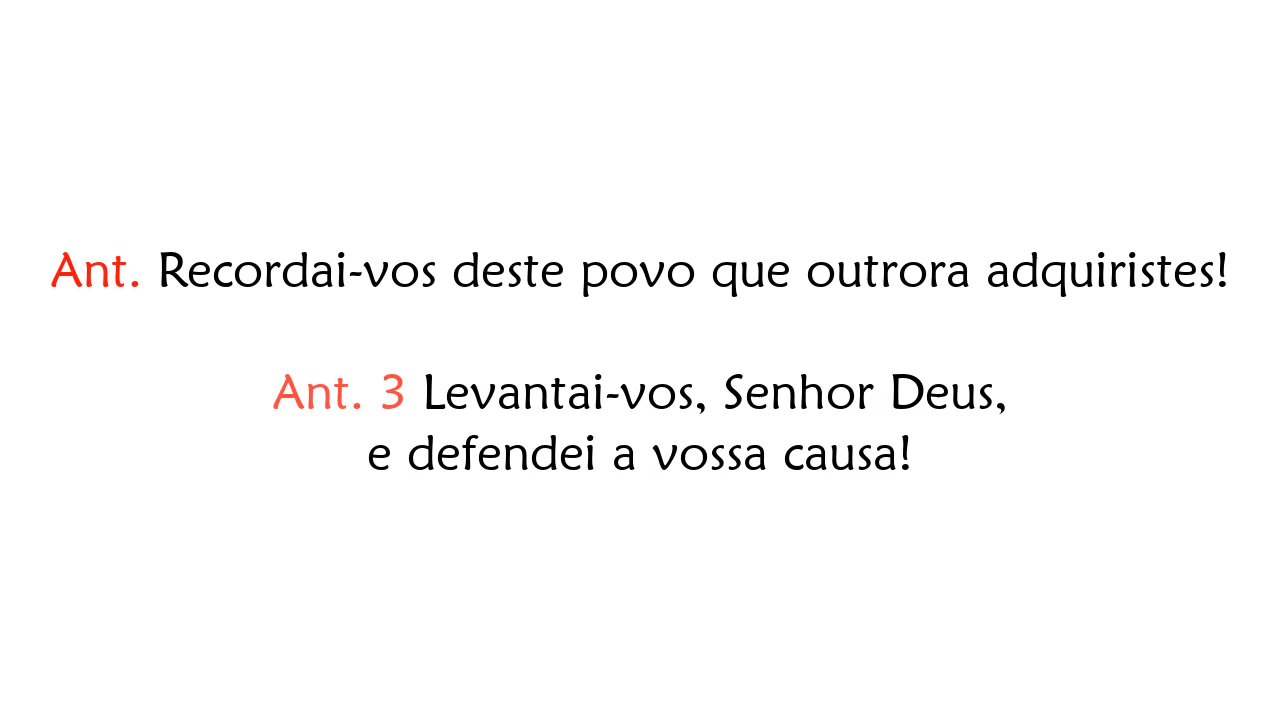 Ant. Recordai-vos deste povo que outrora adquiristes!
Ant. 3 Levantai-vos, Senhor Deus,
e defendei a vossa causa!